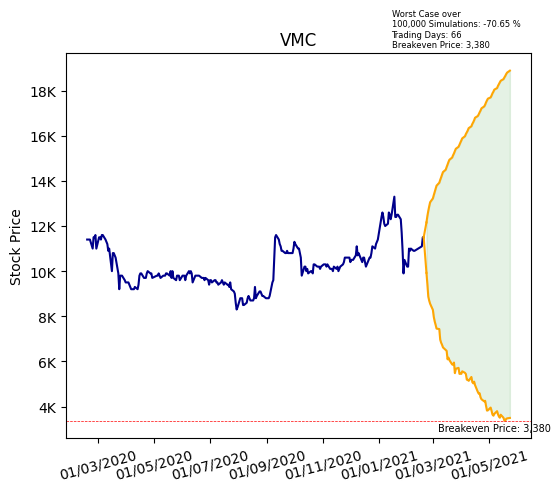 Worst Case over
100,000 Simulations: -70.65 %
Trading Days: 66
Breakeven Price: 3,380
VMC
Stock Price
18K
16K
14K
12K
10K
8K
6K
4K
Breakeven Price: 3,380
01/03/2020
01/05/2020
01/07/2020
01/09/2020
01/11/2020
01/01/2021
01/03/2021
01/05/2021